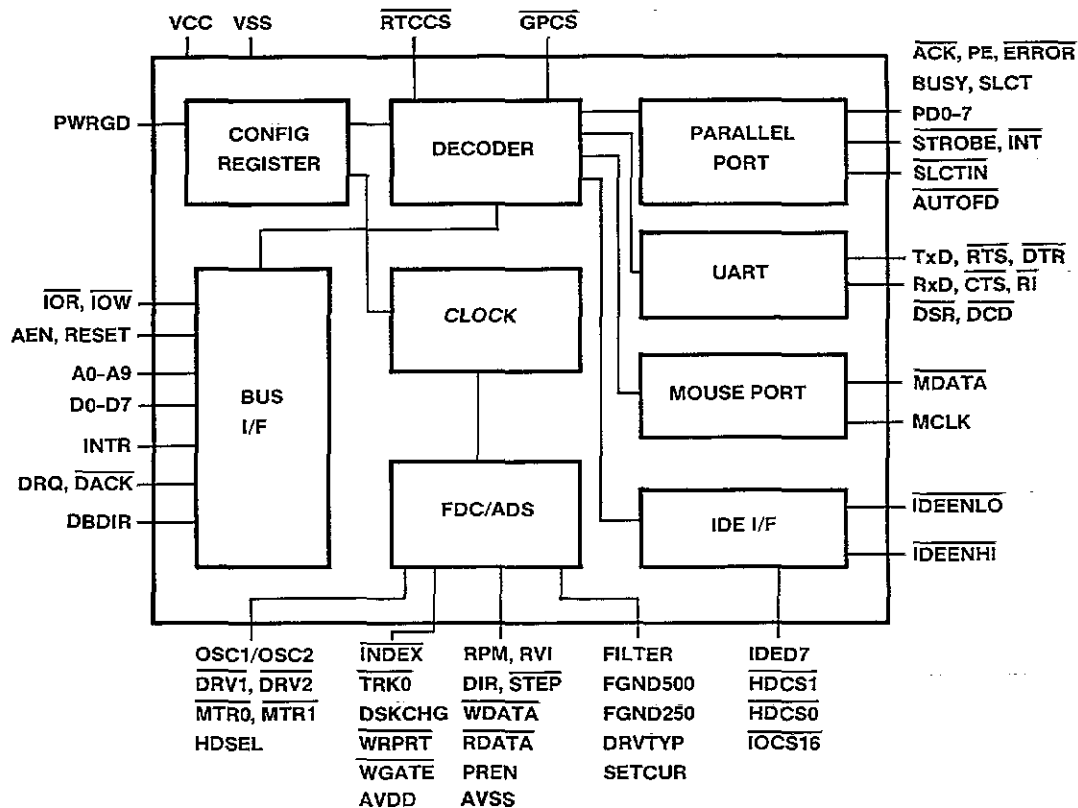 VCC VSS RTCCS GPCS
ACK, PE, ERROR
BUSY, SLCT
PWRGD
CONFIG
REGISTER
DECODER
PARALLEL
PORT
PD0-7
STROBE, INT
SLCTIN
AUTOFD
UART
TxD, RTS, DTR
RxD, CTS, RI
DSR, DCD
IOR, IOW
AEN, RESET
A0-A9
D0-D7
INTR
DRQ, DACK
DBDIR
BUS
I/F
CLOCK
MOUSE PORT
MDATA
MCLK
FDC/ADS
IDE I/F
IDEENLO
IDEENHI
OSC1/OSC2
DRV1, DRV2
MTR0, MTR1
HDSEL
INDEX
TRK0
DSKCHG
WRPRT
WGATE
AVDD
RPM, RVI
DIR, STEP
WDATA
RDATA
PREN
AVSS
FILTER
FGND500
FGND250
DRVTYP
SETCUR
IDED7
HDCS1
HDCS0
IOCS16